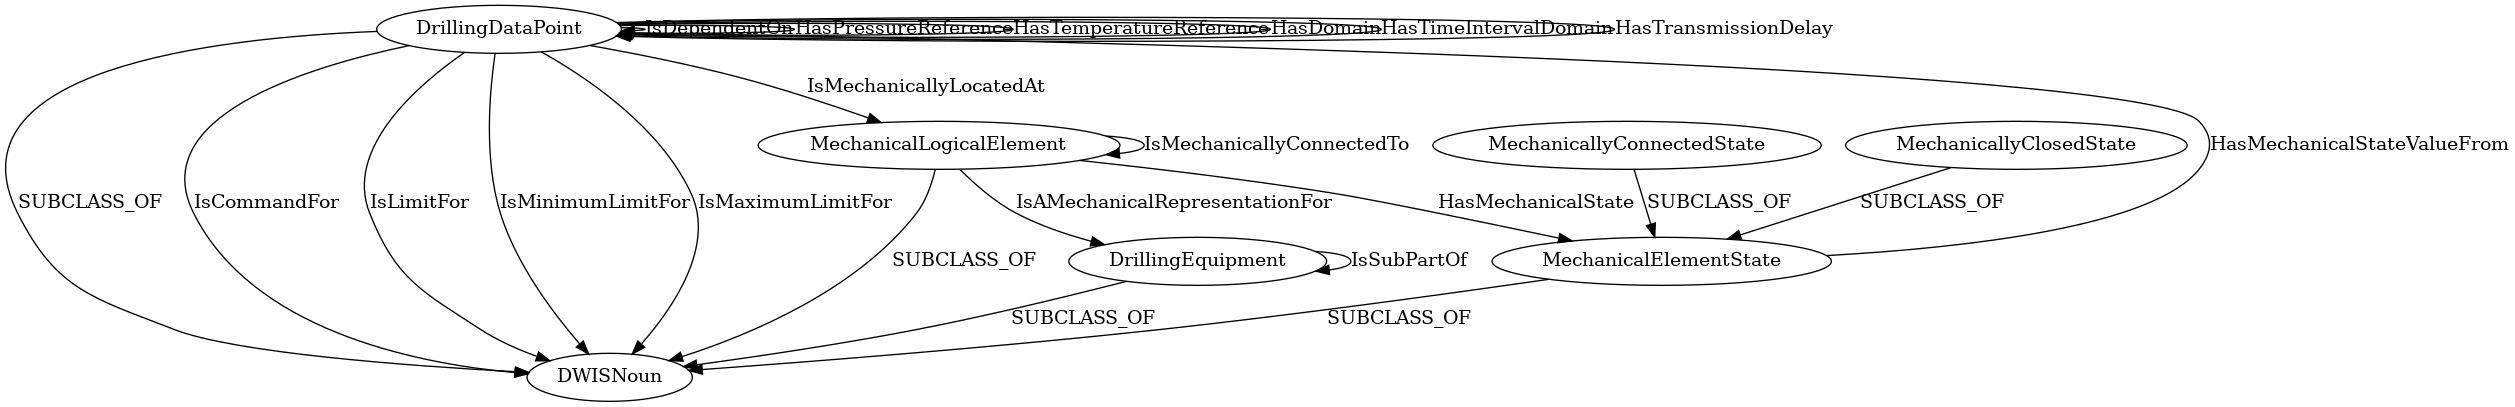 DrillingDataPoint
IsDependentOn
HasPressureReference
HasTemperatureReference
HasDomain
HasTimeIntervalDomain
HasTransmissionDelay
IsMechanicallyLocatedAt
MechanicalLogicalElement
IsMechanicallyConnectedTo
MechanicallyConnectedState
MechanicallyClosedState
HasMechanicalStateValueFrom
SUBCLASS_OF
IsCommandFor
IsLimitFor
IsMinimumLimitFor
IsMaximumLimitFor
IsAMechanicalRepresentationFor
HasMechanicalState
SUBCLASS_OF
SUBCLASS_OF
SUBCLASS_OF
DrillingEquipment
IsSubPartOf
MechanicalElementState
SUBCLASS_OF
SUBCLASS_OF
DWISNoun